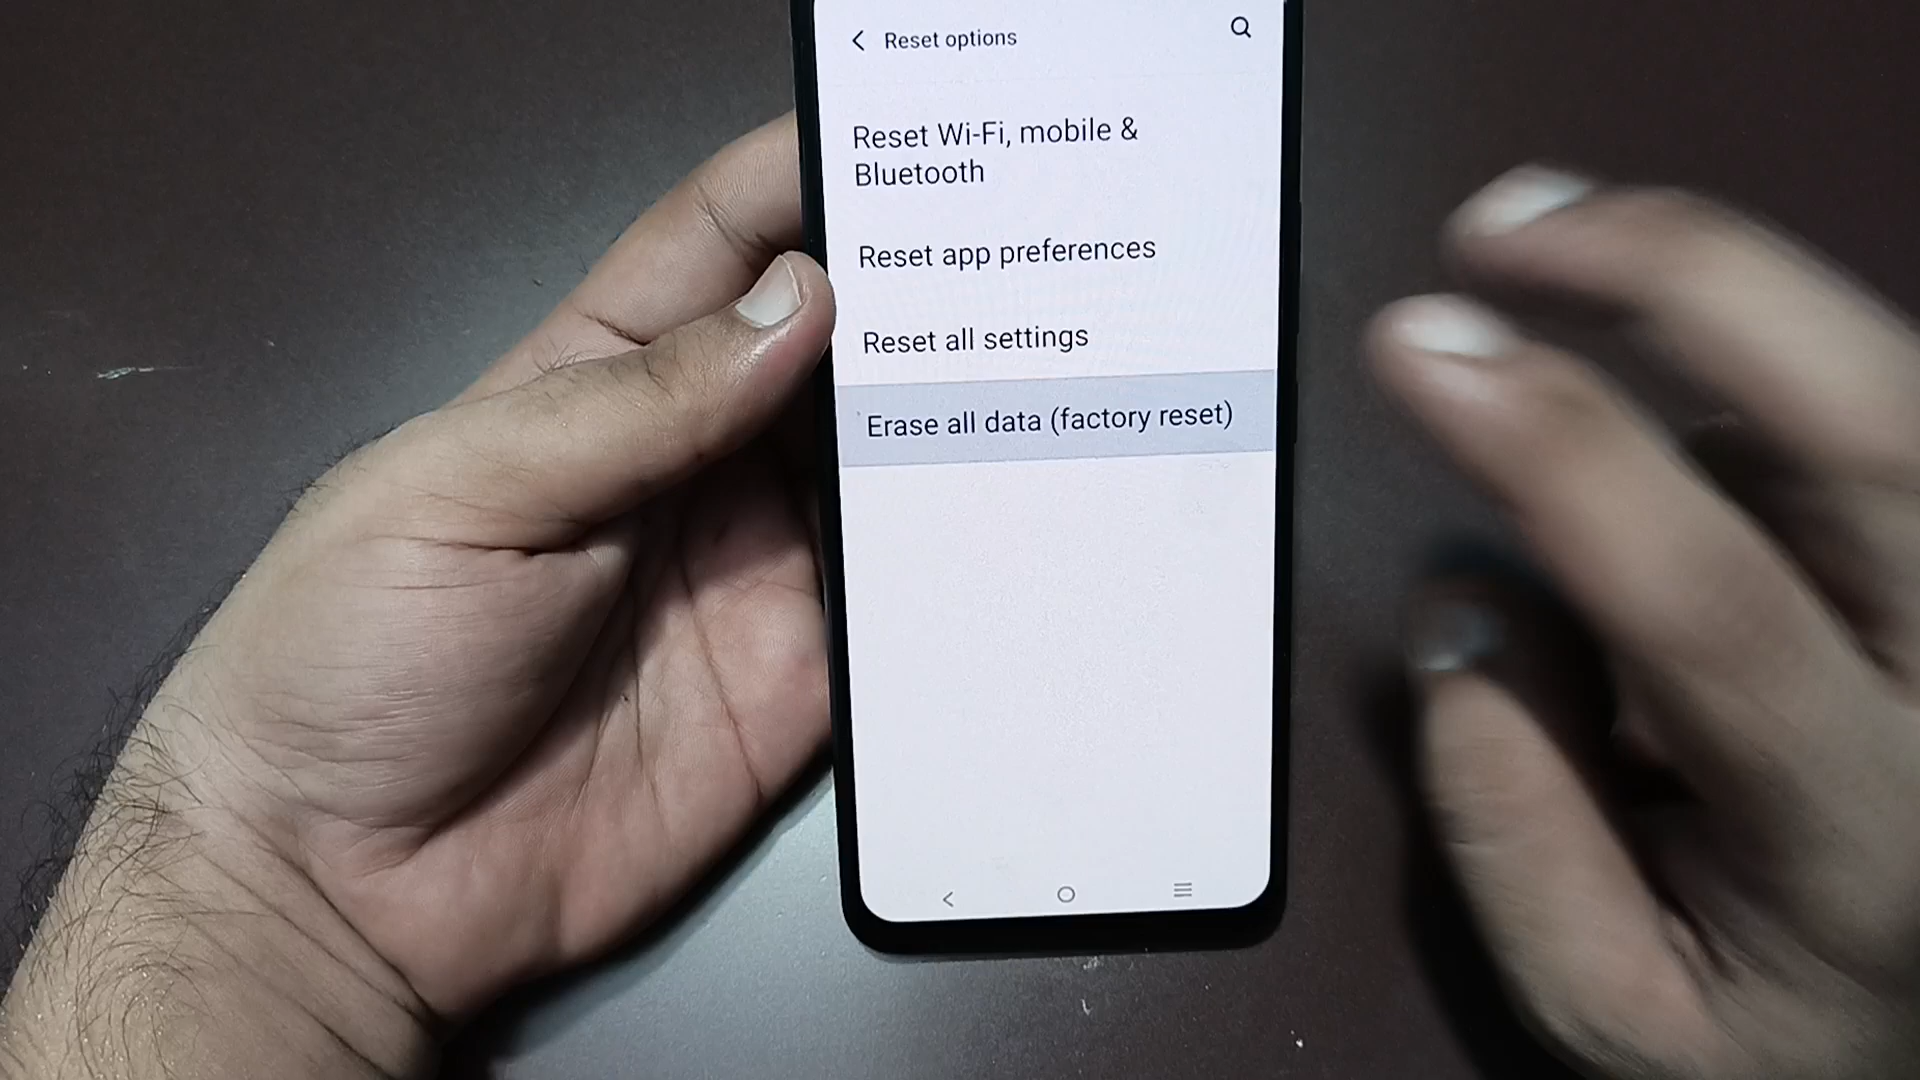 Reset options
Reset Wi-Fi, mobile &
Bluetooth
Reset app preferences
Reset all settings
Erase all data (factory reset)